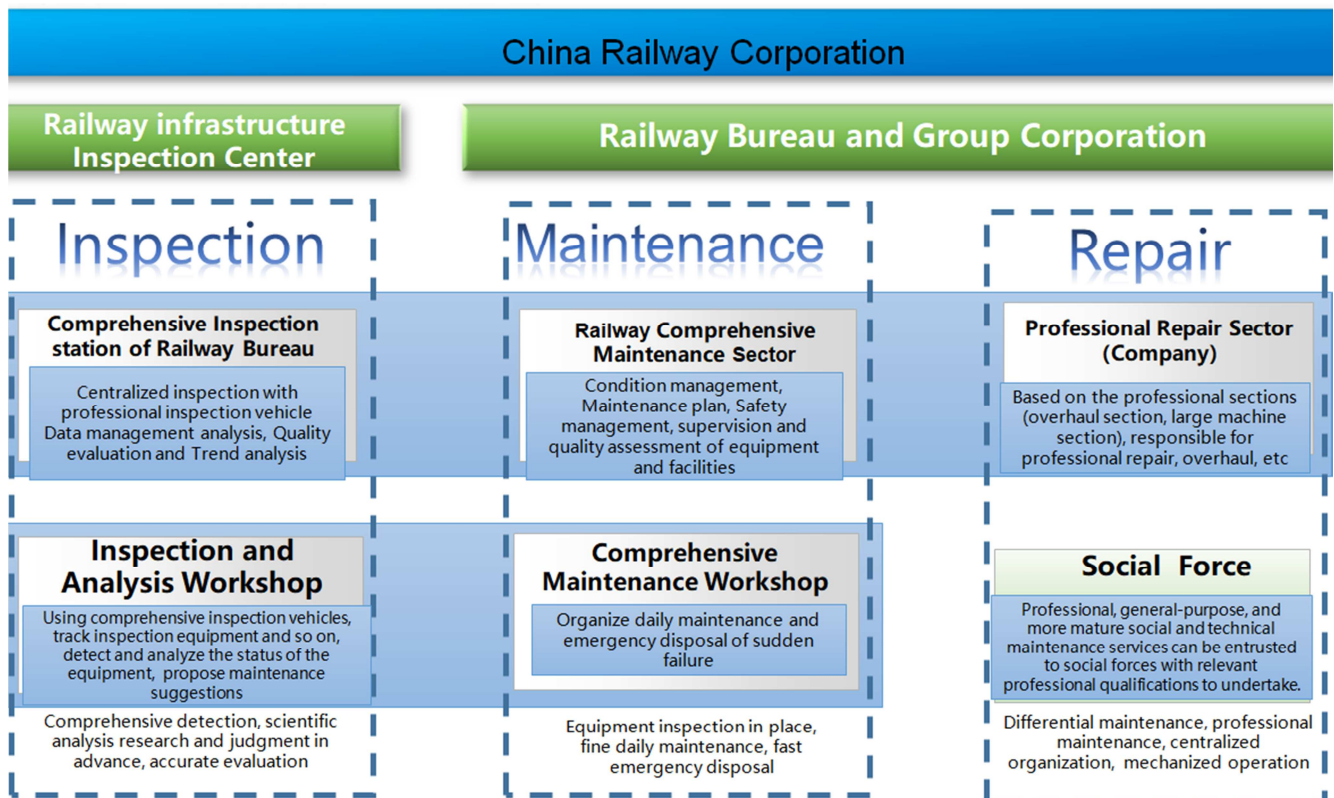 China Railway Corporation
Railway infrastructure
Inspection Center
Railway Bureau and Group Corporation
Inspection
Comprehensive Inspection
station of Railway Bureau
Centralized inspection with
professional inspection vehicle
Data management analysis, Quality
evaluation and Trend analysis
Inspection and
Analysis Workshop
Using comprehensive inspection vehicles,
track inspection equipment and so on,
detect and analyze the status of the
equipment, propose maintenance
suggestions
Comprehensive detection, scientific
analysis research and judgment in
advance, accurate evaluation
Maintenance
Railway Comprehensive
Maintenance Sector
Condition management,
Maintenance plan, Safety
management, supervision and
quality assessment of equipment
and facilities
Comprehensive
Maintenance Workshop
Organize daily maintenance and
emergency disposal of sudden
failure
Equipment inspection in place,
fine daily maintenance, fast
emergency disposal
Repair
Professional Repair Sector
(Company)
Based on the professional sections
(overhaul section, large machine
section), responsible for
professional repair, overhaul, etc
Social Force
Professional, general-purpose, and
more mature social and technical
maintenance services can be entrusted
to social forces with relevant
professional qualifications to undertake.
Differential maintenance, professional
maintenance, centralized
organization, mechanized operation